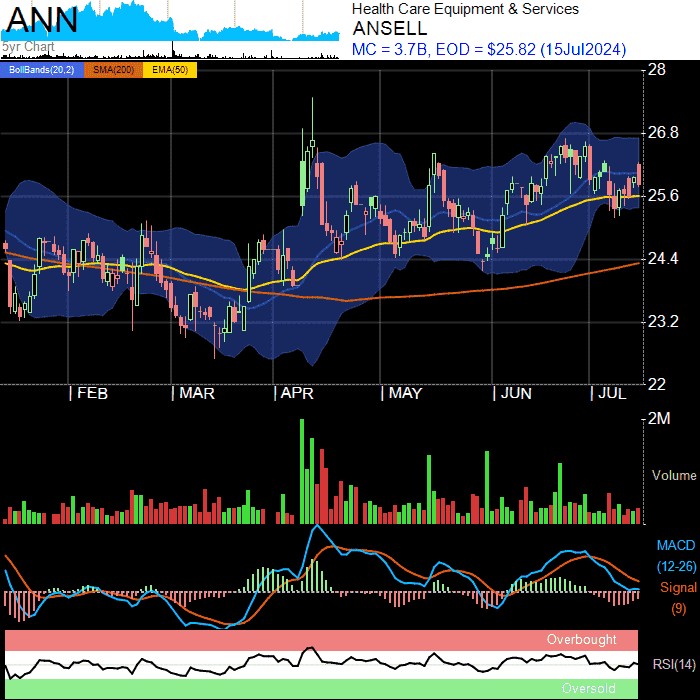 ANN
5yr Chart
Health Care Equipment & Services
ANSELL
MC = 3.7B, EOD = $25.82 (15Jul2024)
BollBands(20,2) SMA(200) EMA(50)
28
26.8
25.6
24.4
23.2
22
| FEB | MAR | APR | MAY | JUN | JUL
2M
Volume
MACD
(12-26)
Signal
(9)
Overbought
RSI(14)
Oversold